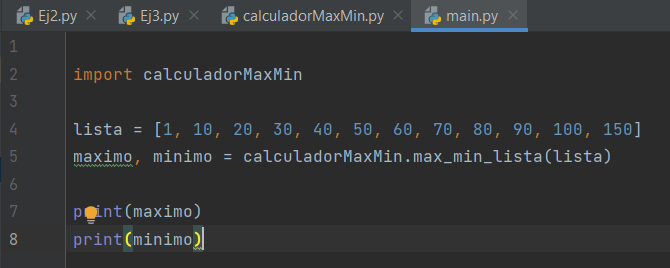 Ej2.py Ej3.py calculadorMaxMin.py main.py
1
2 import calculadorMaxMin
3
4 lista = [1, 10, 20, 30, 40, 50, 60, 70, 80, 90, 100, 150]
5 maximo, minimo = calculadorMaxMin.max_min_lista(lista)
6
7 print(maximo)
8 print(minimo)